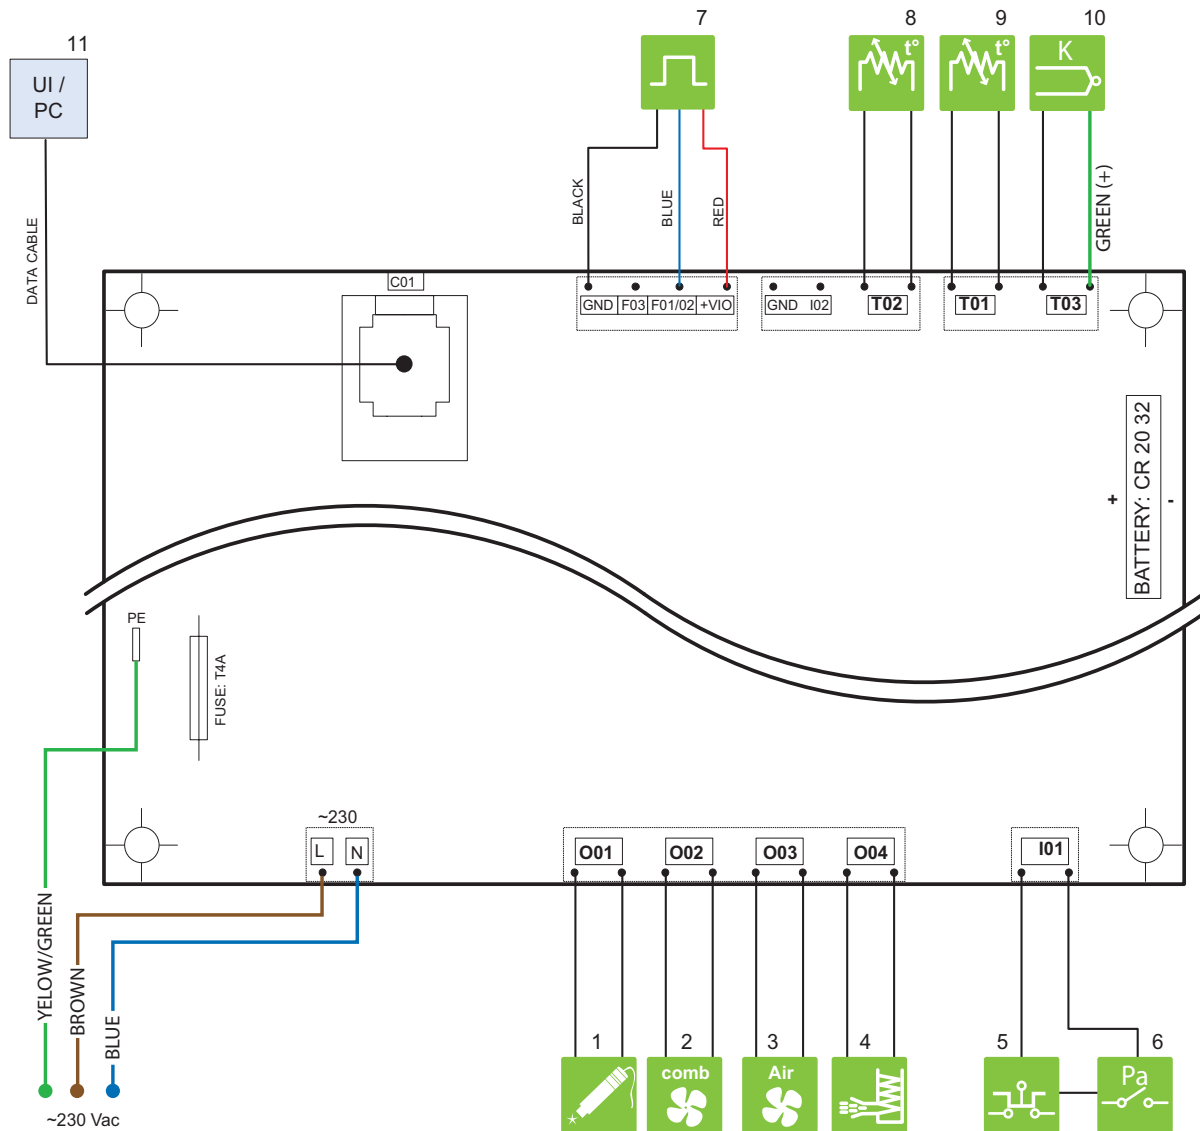 7 8 9 10
11
UI /
PC
t° t° K
DATA CABLE
BLACK
BLUE
RED
GREEN (+)
C01
GND F03 F01/02 +VIO
GND I02 T02
T01 T03
BATTERY: CR 20 32
+ -
PE
FUSE: T4A
~230
L N
O01 O02 O03 O04 I01
YELOW/GREEN
BROWN
BLUE
1 2 3 4 5 6
comb Air Pa
~230 Vac